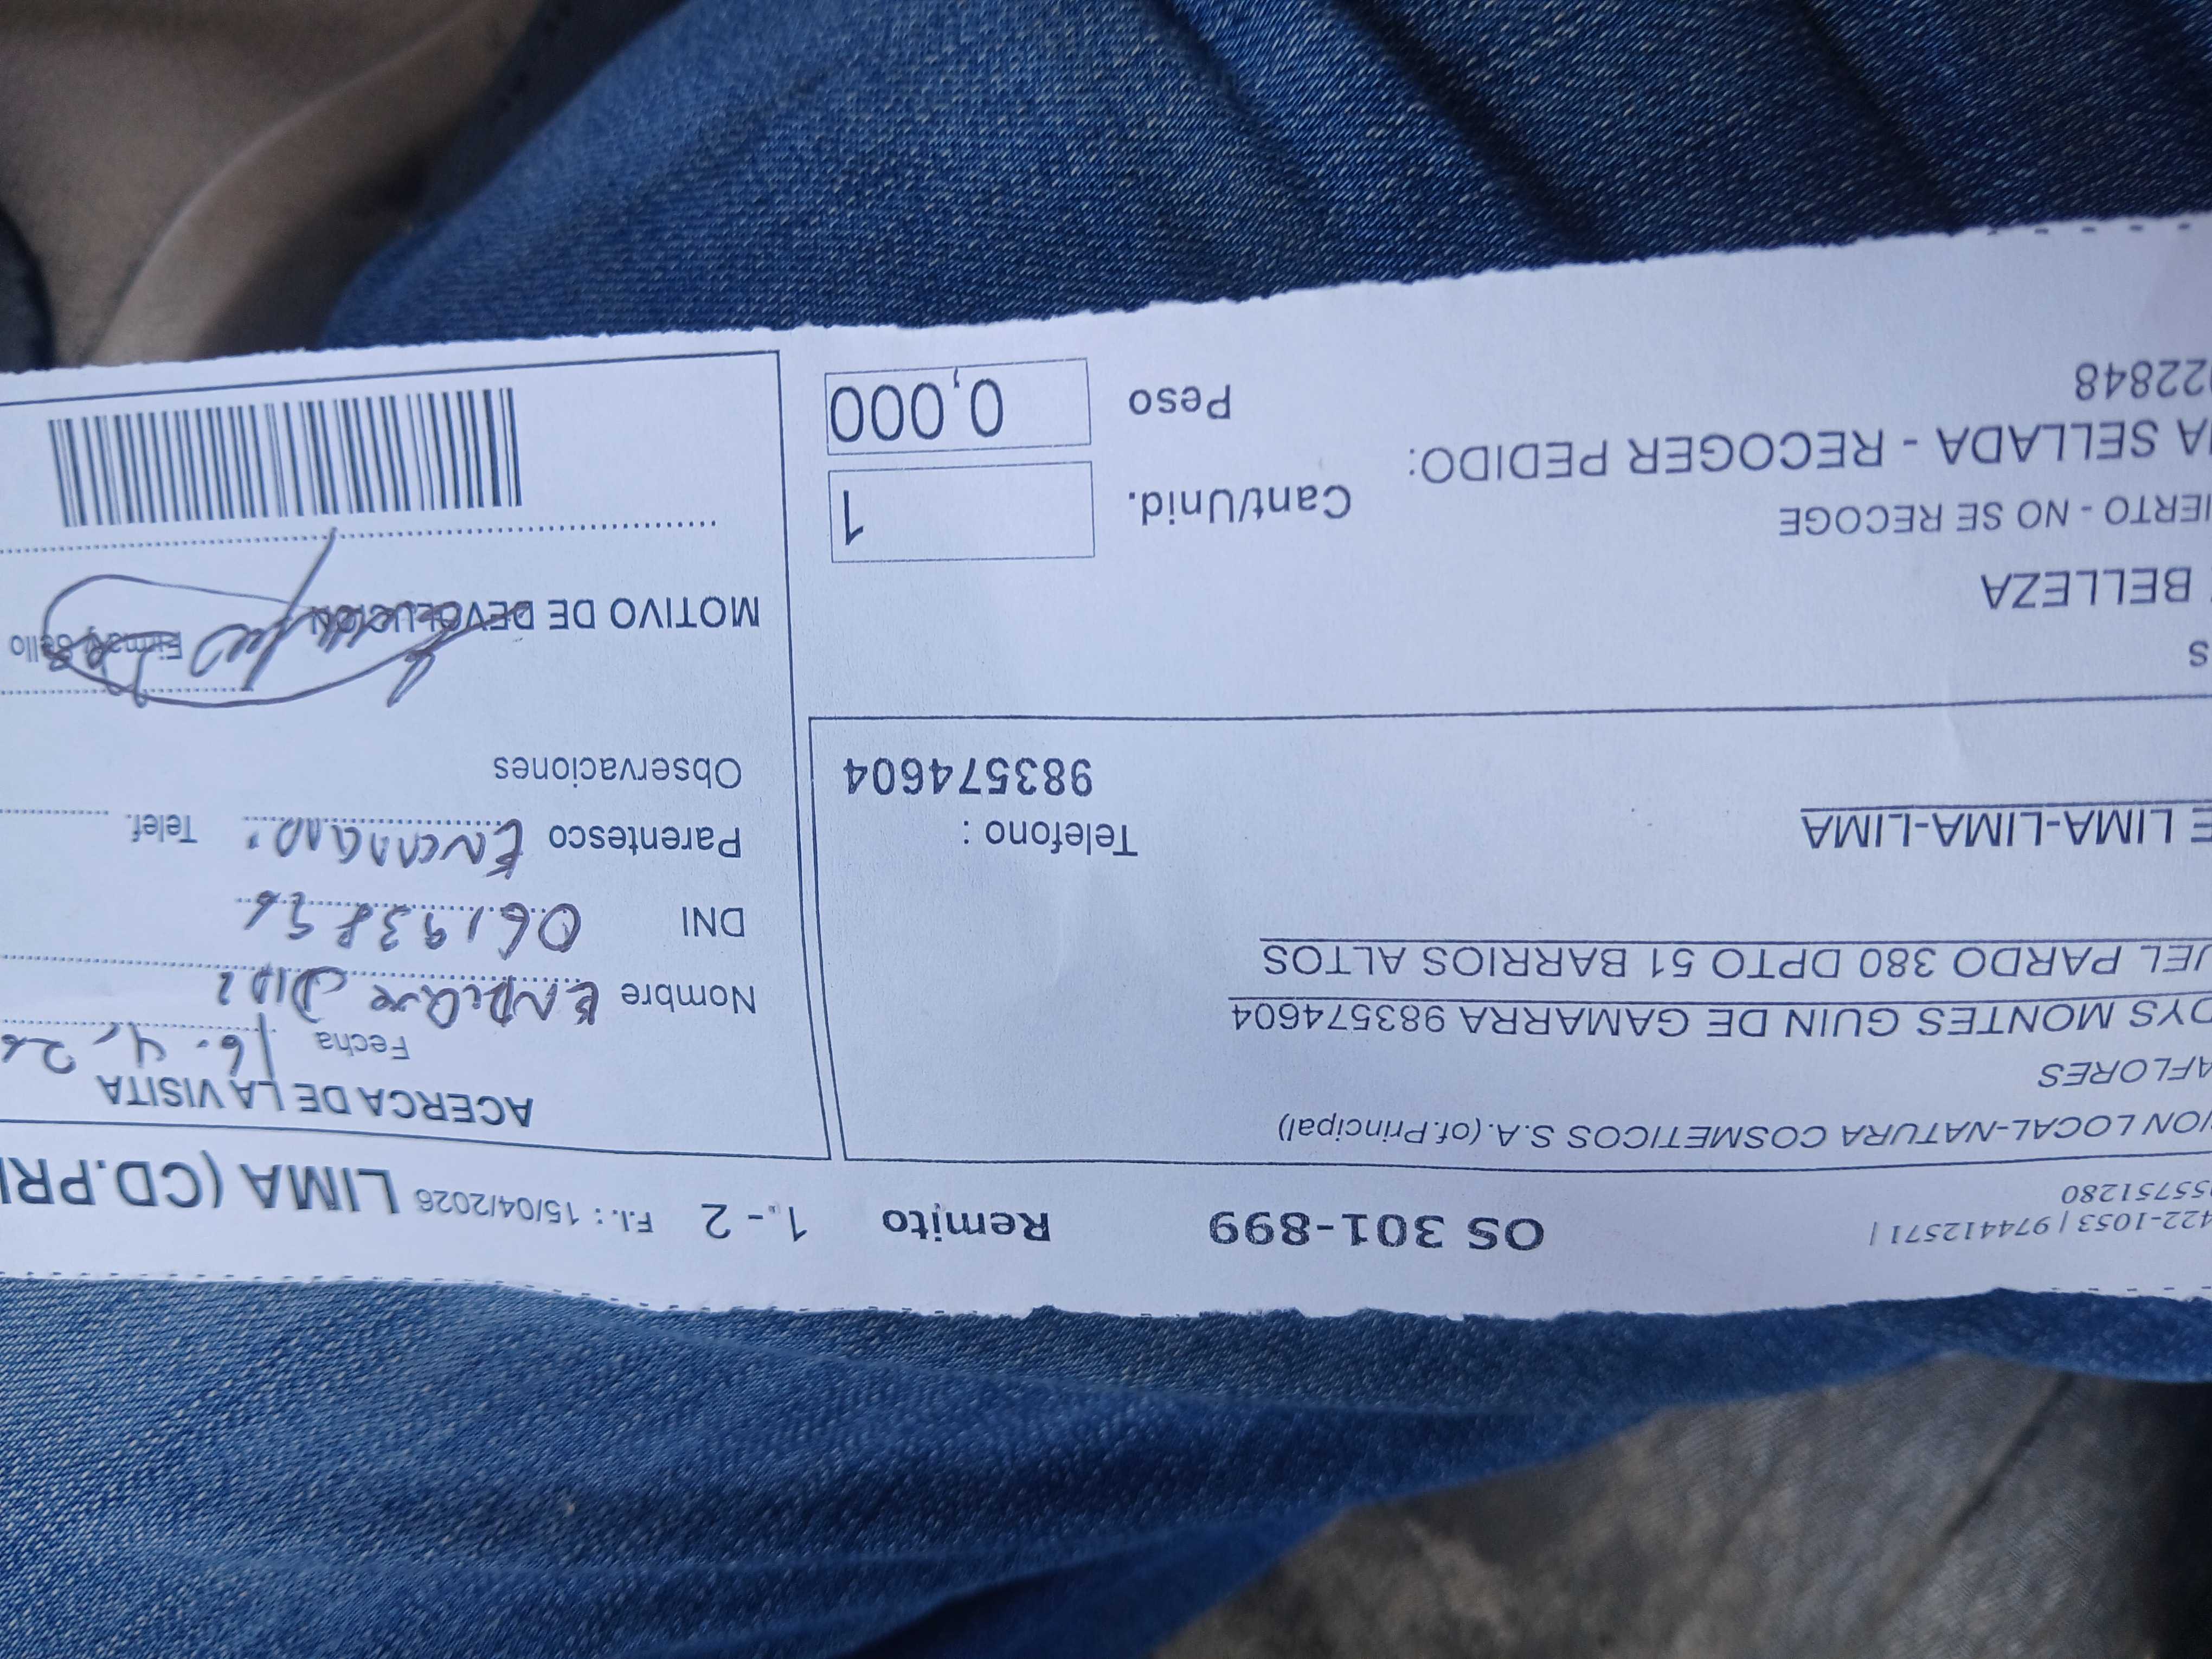 422-1053 | 974412571 |
55751280
OS 301-899 Remito 1.- 2 F.I.: 15/04/2026 LIMA (CD.PRI
ION LOCAL-NATURA COSMETICOS S.A.(of.Principal)
AFLORES
DYS MONTES GUIN DE GAMARRA 983574604
UEL PARDO 380 DPTO 51 BARRIOS ALTOS
E LIMA-LIMA-LIMA
Telefono :
983574604
S
E BELLEZA
IERTO - NO SE RECOGE
A SELLADA - RECOGER PEDIDO:
22848
Cant/Unid. 1
Peso 0,000
ACERCA DE LA VISITA
Fecha 16-4-26
Nombre ENRIQUE
DNI
Parentesco Telef.
Observaciones
Firma y Sello
MOTIVO DE DEVOLUCION